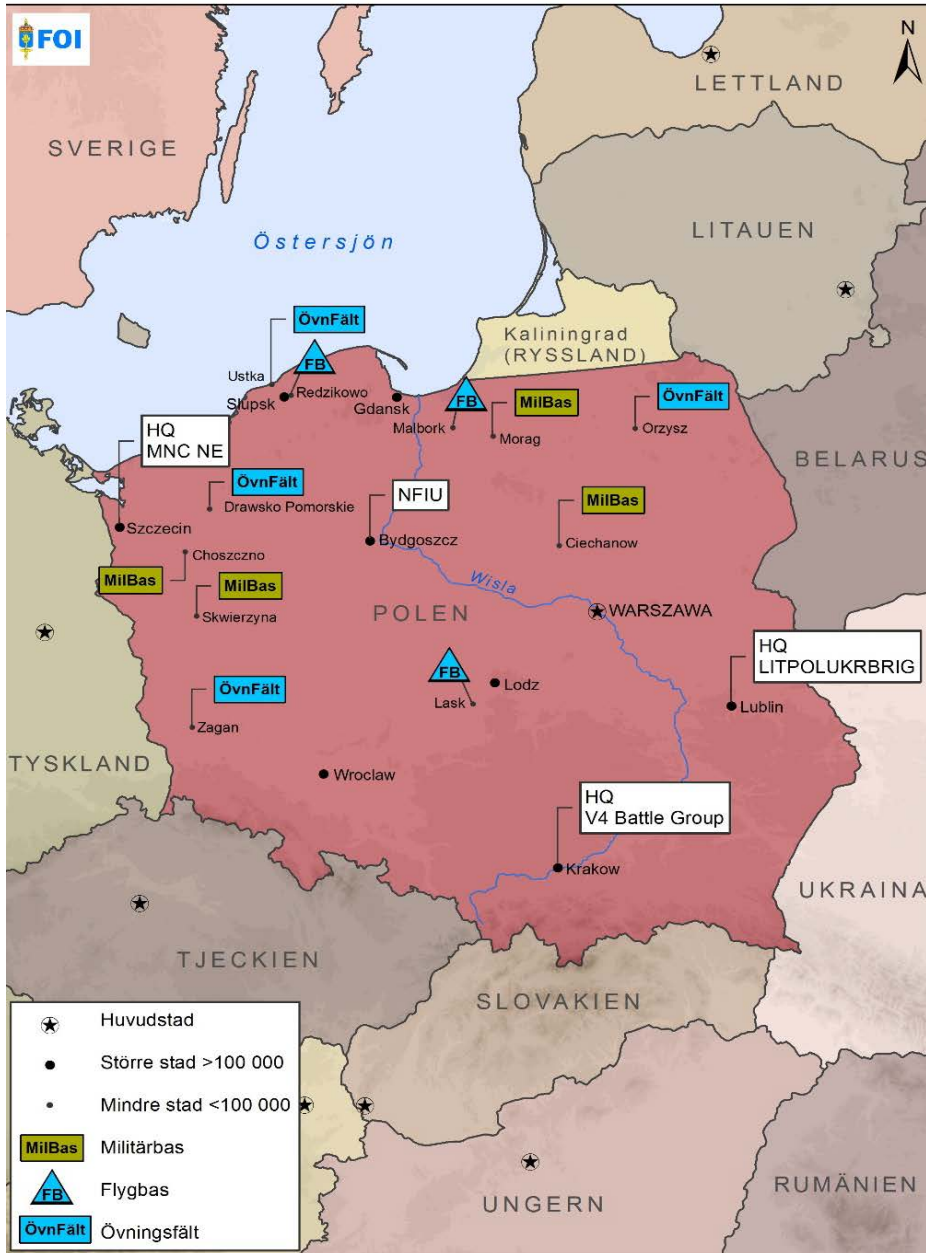 FOI
N
LETTLAND
SVERIGE
LITAUEN
Östersjön
Kaliningrad
(RYSSLAND)
ÖvnFält
FB
Ustka
Redzikowo
Slupsk
Gdansk
FB
Malbork
MilBas
Morag
ÖvnFält
Orzysz
BELARUS
HQ
MNC NE
Szczecin
ÖvnFält
Drawsko Pomorskie
NFIU
Bydgoszcz
MilBas
Ciechanow
Choszczno
MilBas
MilBas
Skwierzyna
Wisla
POLEN
WARSZAWA
HQ
LITPOLUKRBRIG
Lublin
FB
Lodz
Lask
ÖvnFält
Zagan
TYSKLAND
Wroclaw
HQ
V4 Battle Group
Krakow
UKRAINA
TJECKIEN
SLOVAKIEN
UNGERN
RUMÄNIEN
Huvudstad
Större stad >100 000
Mindre stad <100 000
MilBas Militärbas
FB Flygbas
ÖvnFält Övningsfält